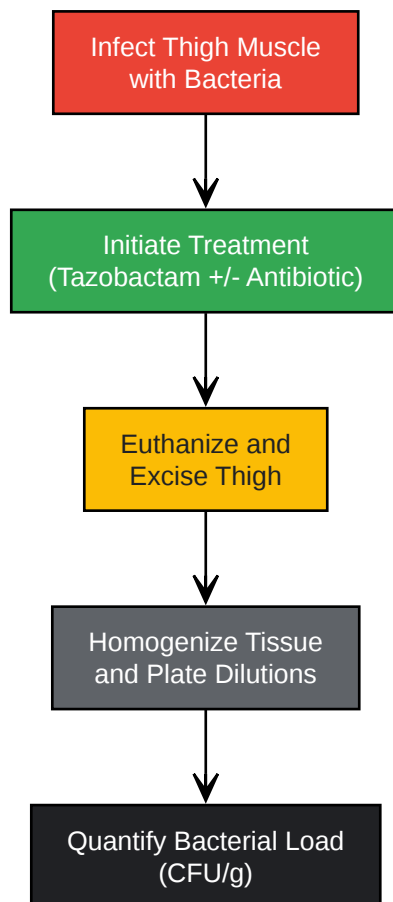 Infect Thigh Muscle
with Bacteria
Initiate Treatment
(Tazobactam +/- Antibiotic)
Euthanize and
Excise Thigh
Homogenize Tissue
and Plate Dilutions
Quantify Bacterial Load
(CFU/g)